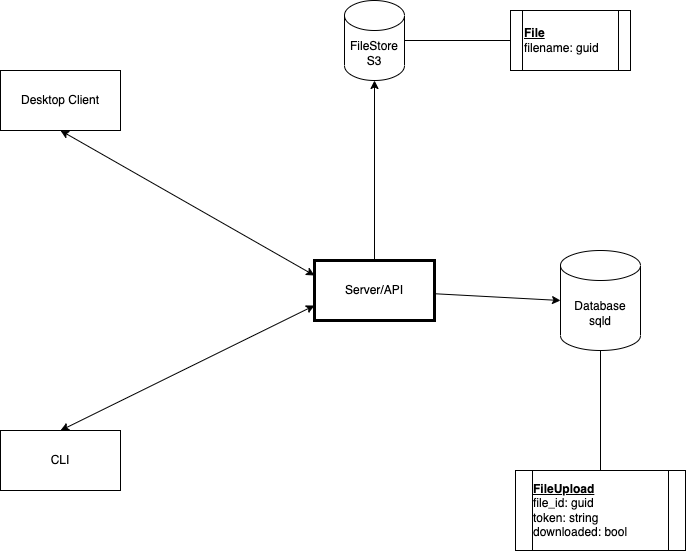 FileStore
S3
File
filename: guid
Desktop Client
Server/API
Database
sqld
CLI
FileUpload
file_id: guid
token: string
downloaded: bool